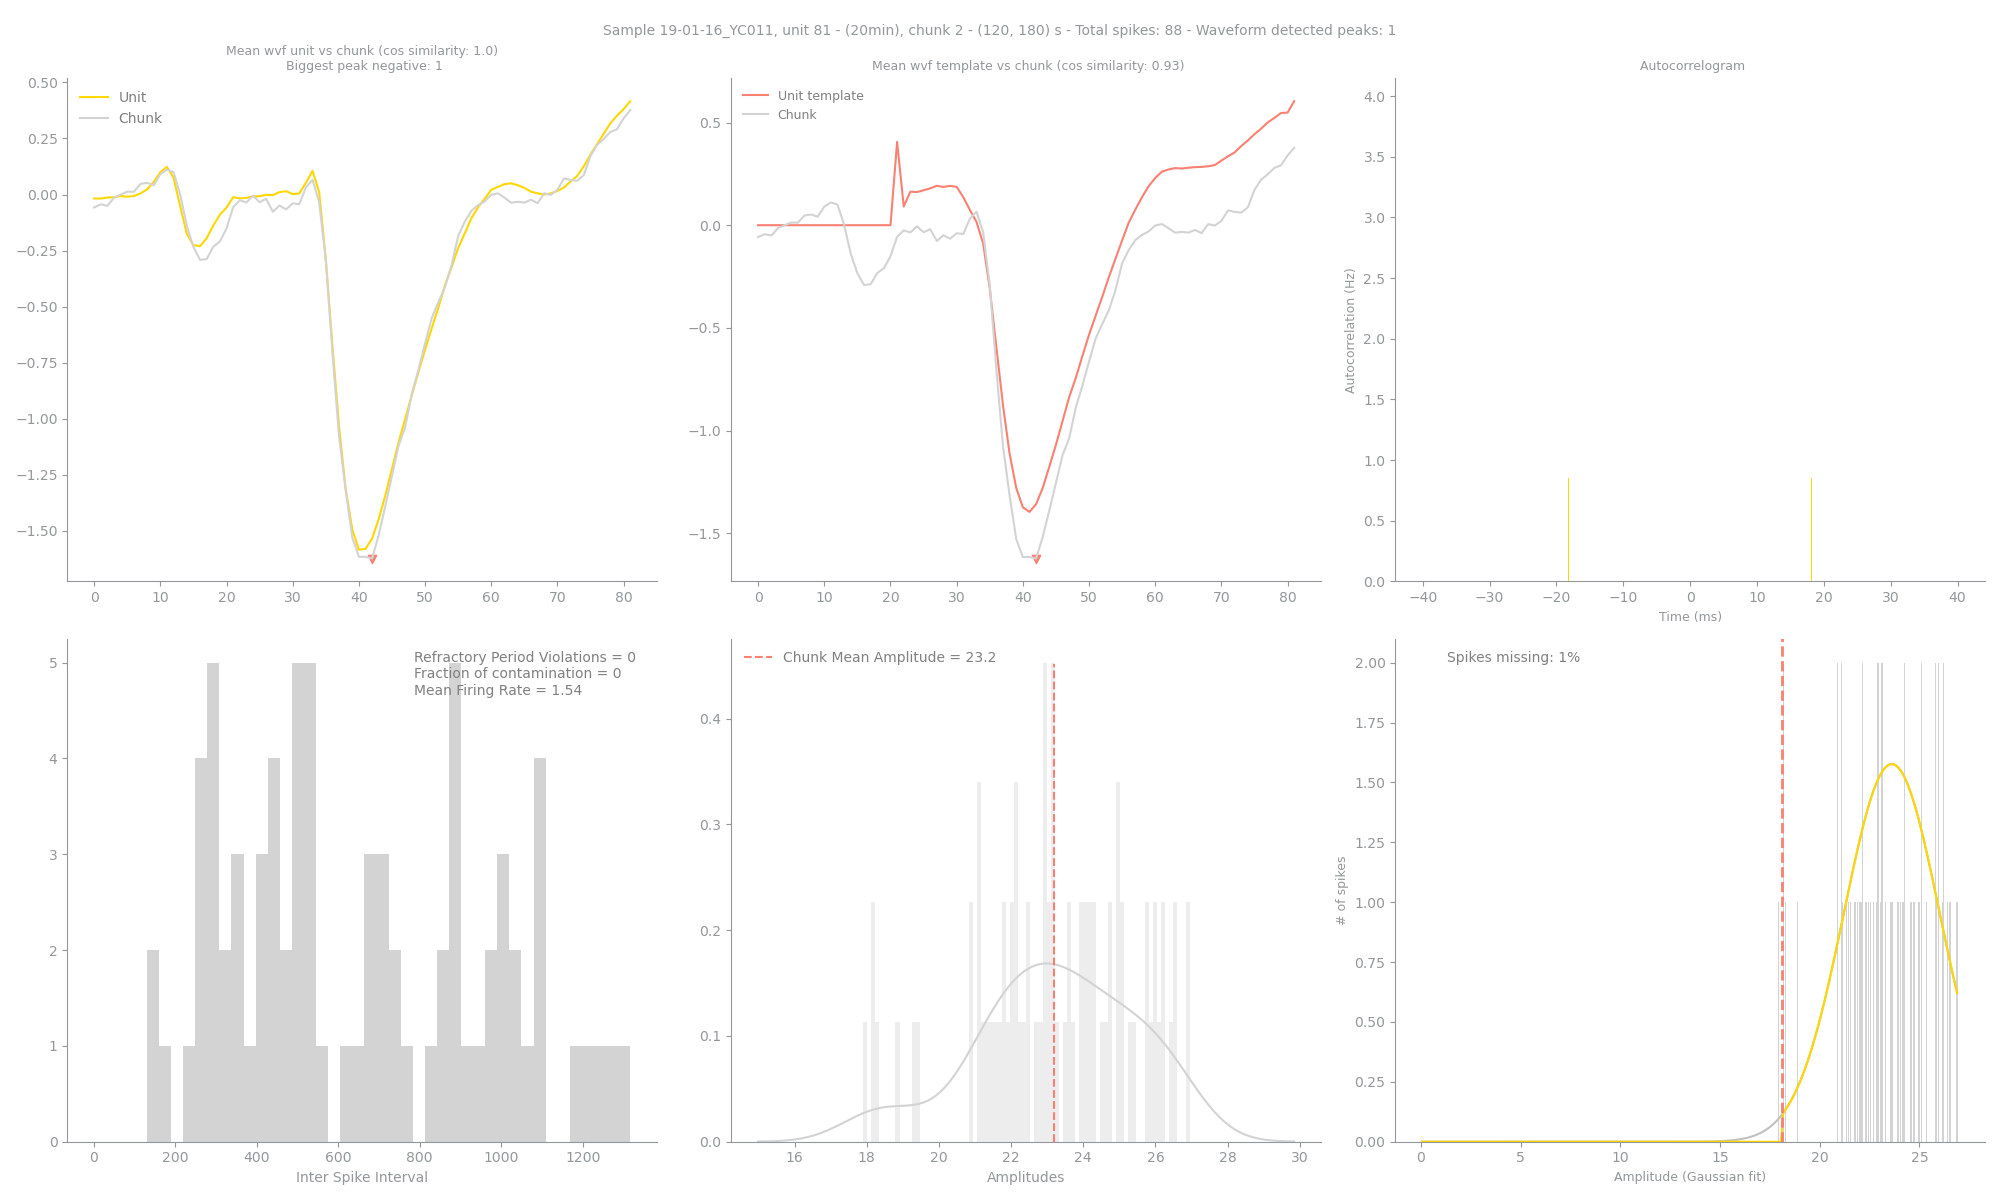 Sample 19-01-16_YC011, unit 81 - (20min), chunk 2 - (120, 180) s - Total spikes: 88 - Waveform detected peaks: 1
Mean wvf unit vs chunk (cos similarity: 1.0)
Biggest peak negative: 1
Unit
Chunk
0.50
0.25
0.00
−0.25
−0.50
−0.75
−1.00
−1.25
−1.50
0 10 20 30 40 50 60 70 80
Mean wvf template vs chunk (cos similarity: 0.93)
Unit template
Chunk
0.5
0.0
−0.5
−1.0
−1.5
0 10 20 30 40 50 60 70 80
Autocorrelogram
Autocorrelation (Hz)
4.0
3.5
3.0
2.5
2.0
1.5
1.0
0.5
0.0
−40 −30 −20 −10 0 10 20 30 40
Time (ms)
Refractory Period Violations = 0
Fraction of contamination = 0
Mean Firing Rate = 1.54
5
4
3
2
1
0
0 200 400 600 800 1000 1200
Inter Spike Interval
Chunk Mean Amplitude = 23.2
0.4
0.3
0.2
0.1
0.0
16 18 20 22 24 26 28 30
Amplitudes
Spikes missing: 1%
# of spikes
2.00
1.75
1.50
1.25
1.00
0.75
0.50
0.25
0.00
0 5 10 15 20 25
Amplitude (Gaussian fit)